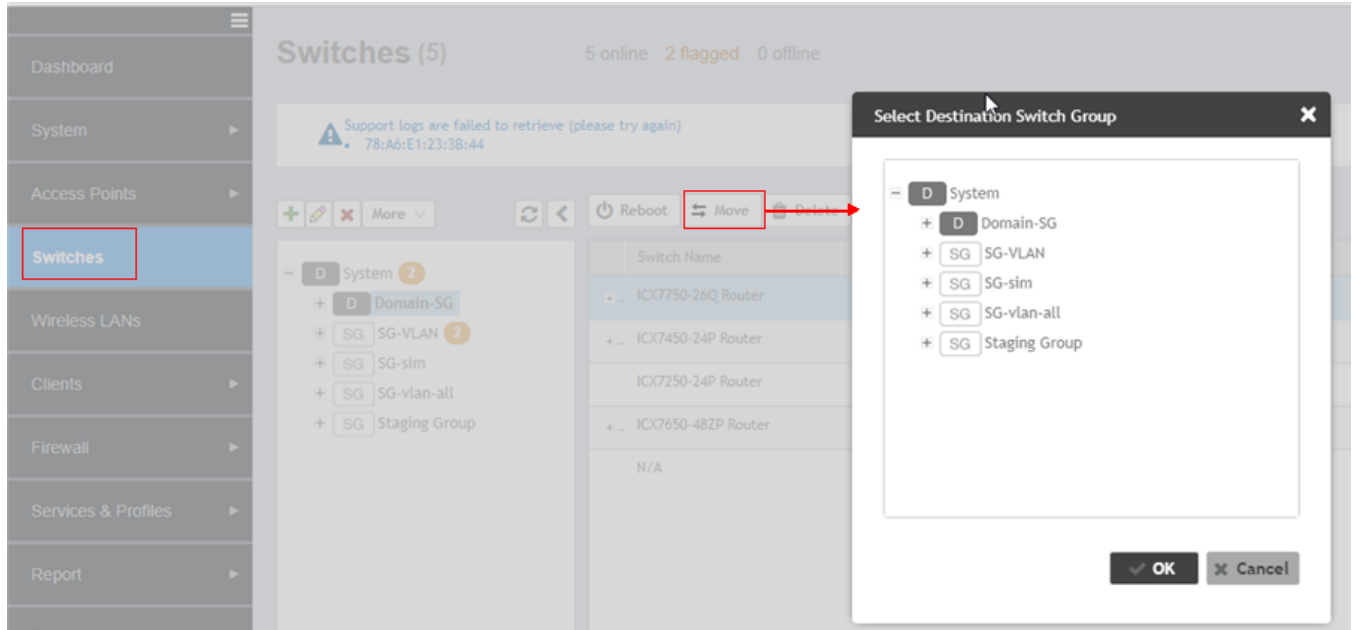 Dashboard
System
Access Points
Switches
Wireless LANs
Clients
Firewall
Services & Profiles
Report
Switches (5) 5 online 2 flagged 0 offline
Support logs are failed to retrieve (please try again)
78:A6:E1:23:3B:44
More
D System 2
D Domain-SG
SG SG-VLAN 2
SG SG-sim
SG SG-vlan-all
SG Staging Group
Reboot Move Delete
Switch Name
ICX7750-26Q Router
ICX7450-24P Router
ICX7250-24P Router
ICX7650-48ZP Router
N/A
Select Destination Switch Group
D System
D Domain-SG
SG SG-VLAN
SG SG-sim
SG SG-vlan-all
SG Staging Group
OK Cancel